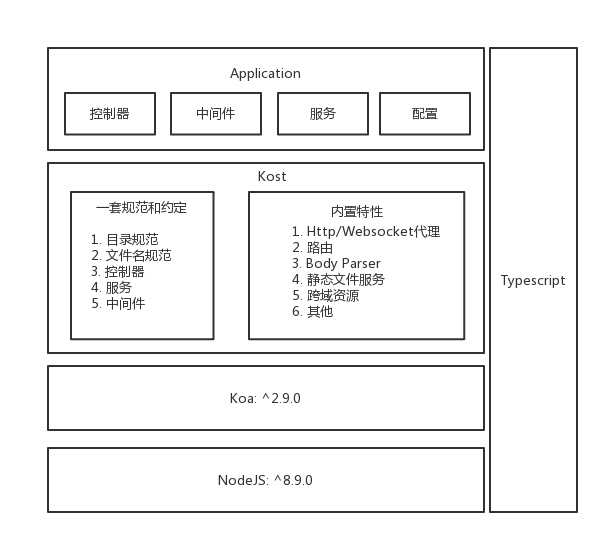 Application
控制器
中间件
服务
配置
Kost
一套规范和约定
1. 目录规范
2. 文件名规范
3. 控制器
4. 服务
5. 中间件
内置特性
1. Http/Websocket代理
2. 路由
3. Body Parser
4. 静态文件服务
5. 跨域资源
6. 其他
Koa: ^2.9.0
NodeJS: ^8.9.0
Typescript